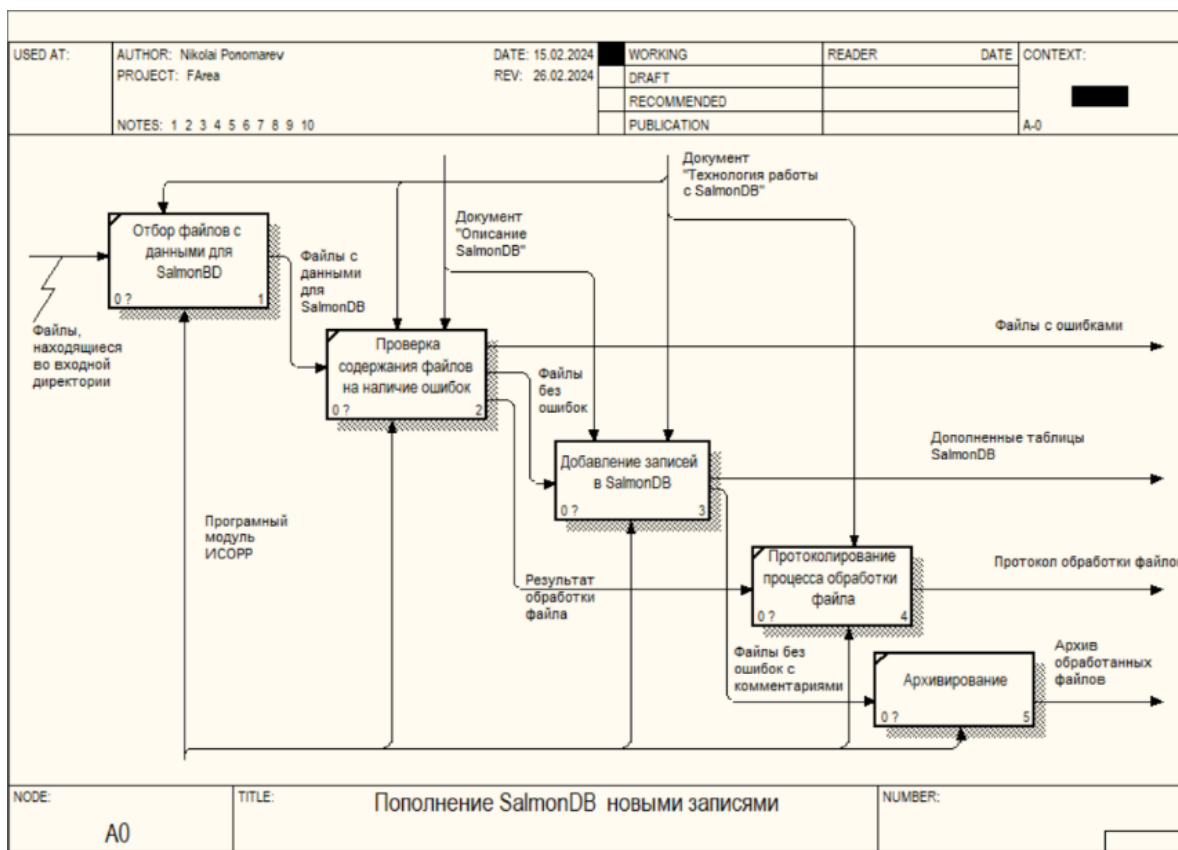 USED AT:
AUTHOR: Nikolai Ponomarev
DATE: 15.02.2024
PROJECT: FArea
REV: 26.02.2024
NOTES: 1 2 3 4 5 6 7 8 9 10
WORKING
DRAFT
RECOMMENDED
PUBLICATION
READER
DATE
CONTEXT:
A-0
Документ
"Технология работы
с SalmonDB"
Документ
"Описание
SalmonDB"
Отбор файлов с
данными для
SalmonBD
0 ?
1
Файлы с
данными
для
SalmonDB
Файлы,
находящиеся
во входной
директории
Проверка
содержания файлов
на наличие ошибок
0 ?
2
Файлы с ошибками
Файлы
без
ошибок
Добавление записей
в SalmonDB
0 ?
3
Дополненные таблицы
SalmonDB
Програмный
модуль
ИСОРР
Результат
обработки
файла
Протоколирование
процесса обработки
файла
0 ?
4
Протокол обработки файлов
Файлы без
ошибок с
комментариями
Архивирование
0 ?
5
Архив
обработанных
файлов
NODE:
A0
TITLE:
Пополнение SalmonDB новыми записями
NUMBER: